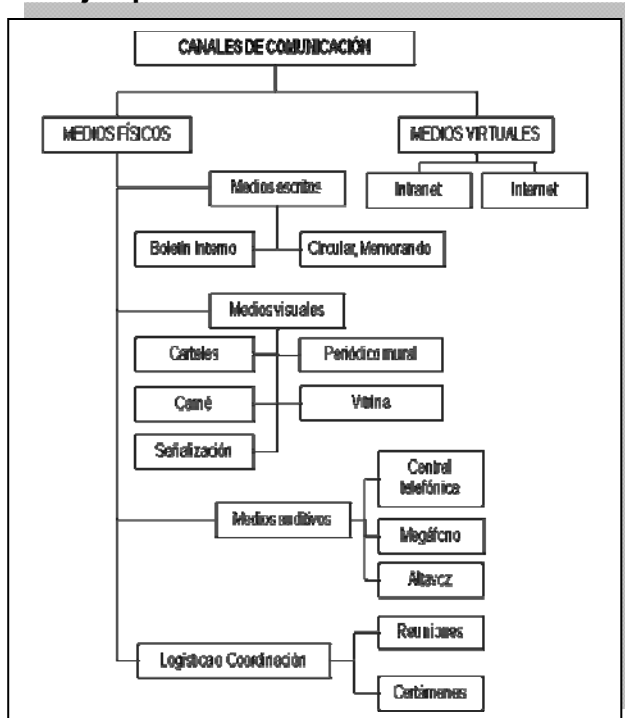 CANALES DE COMUNICACIÓN
MEDIOS FÍSICOS
MEDIOS VIRTUALES
Medios escritos
Intranet
Internet
Boletín Interno
Circular, Memorando
Medios visuales
Carteles
Periódico mural
Carné
Vitrina
Señalización
Central
telefónica
Medios auditivos
Megáfono
Altavoz
Reuniones
Logística o Coordinación
Certámenes